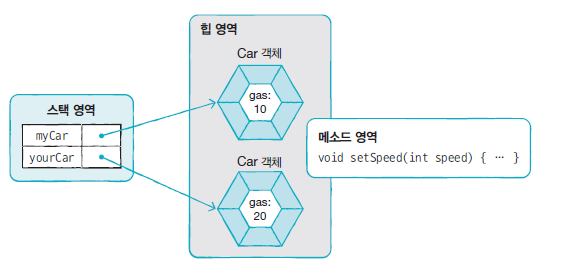 힙 영역
Car 객체
gas:
10
스택 영역
myCar
yourCar
메소드 영역
void setSpeed(int speed) { … }
Car 객체
gas:
20